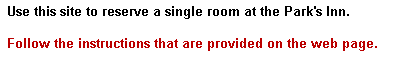 Use this site to reserve a single room at the Park's Inn.
Follow the instructions that are provided on the web page.